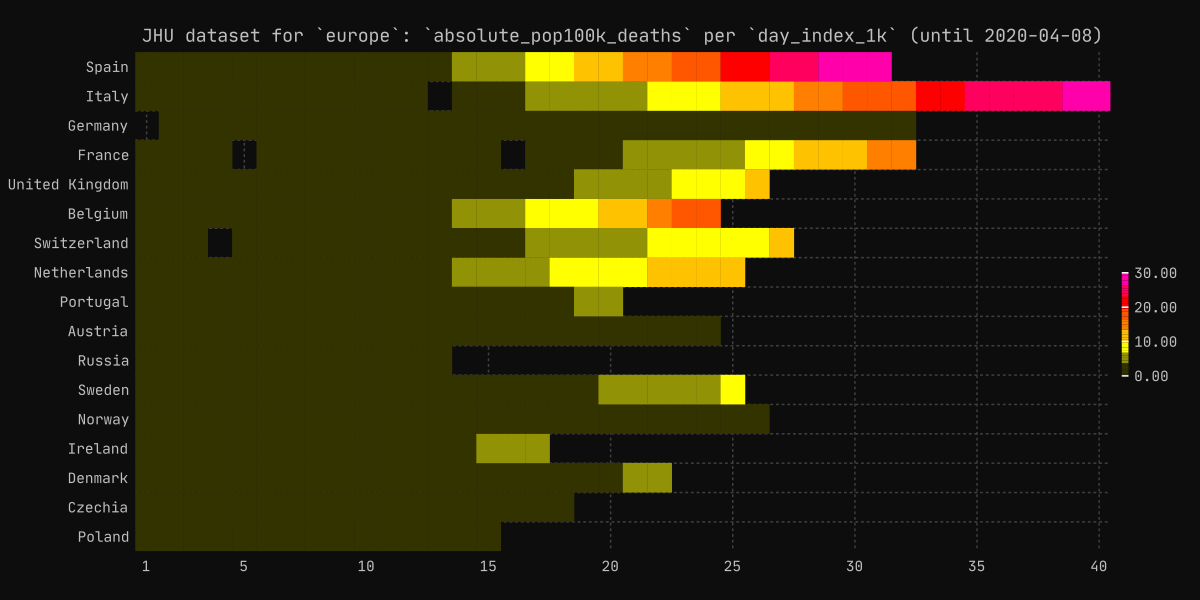 JHU dataset for `europe`: `absolute_pop100k_deaths` per `day_index_1k` (until 2020-04-08)
Spain
Italy
Germany
France
United Kingdom
Belgium
Switzerland
Netherlands
Portugal
Austria
Russia
Sweden
Norway
Ireland
Denmark
Czechia
Poland
1 5 10 15 20 25 30 35 40
30.00
20.00
10.00
0.00